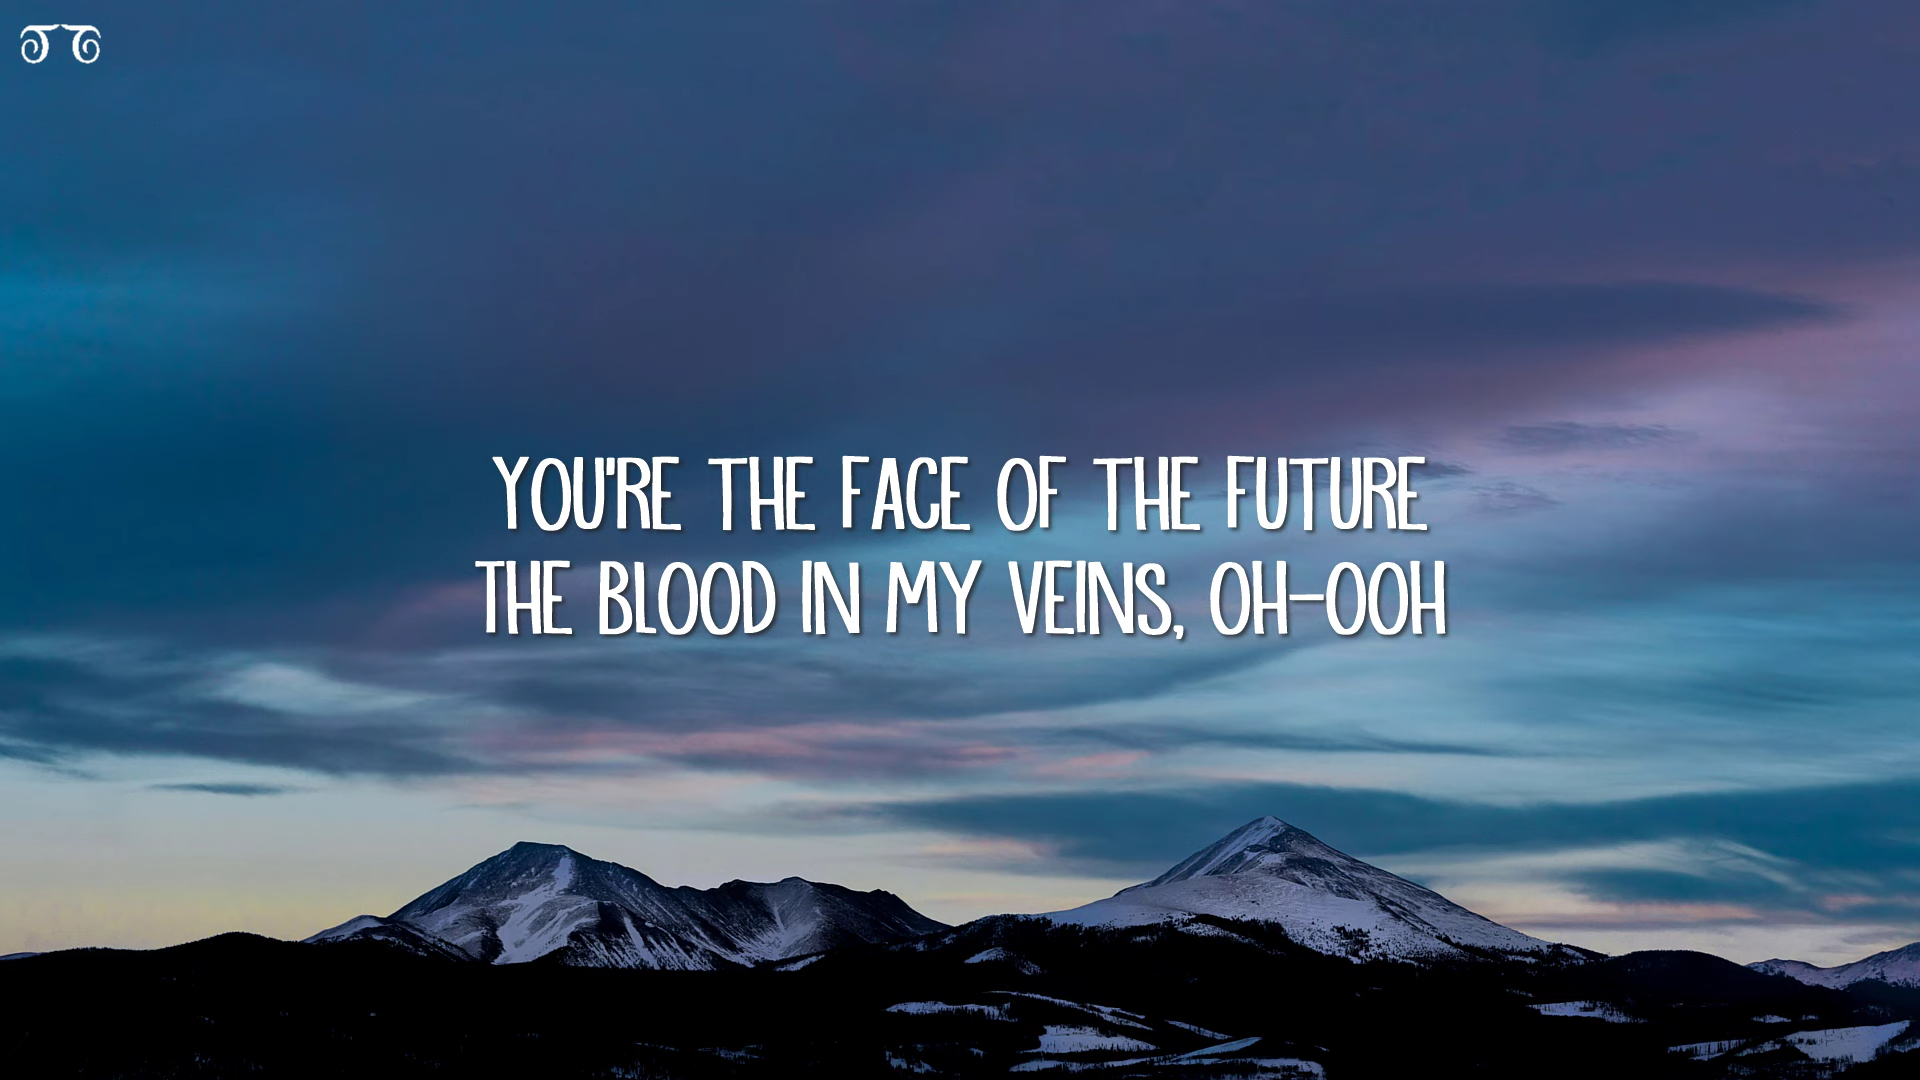 YOU'RE THE FACE OF THE FUTURE
THE BLOOD IN MY VEINS, OH-OOH